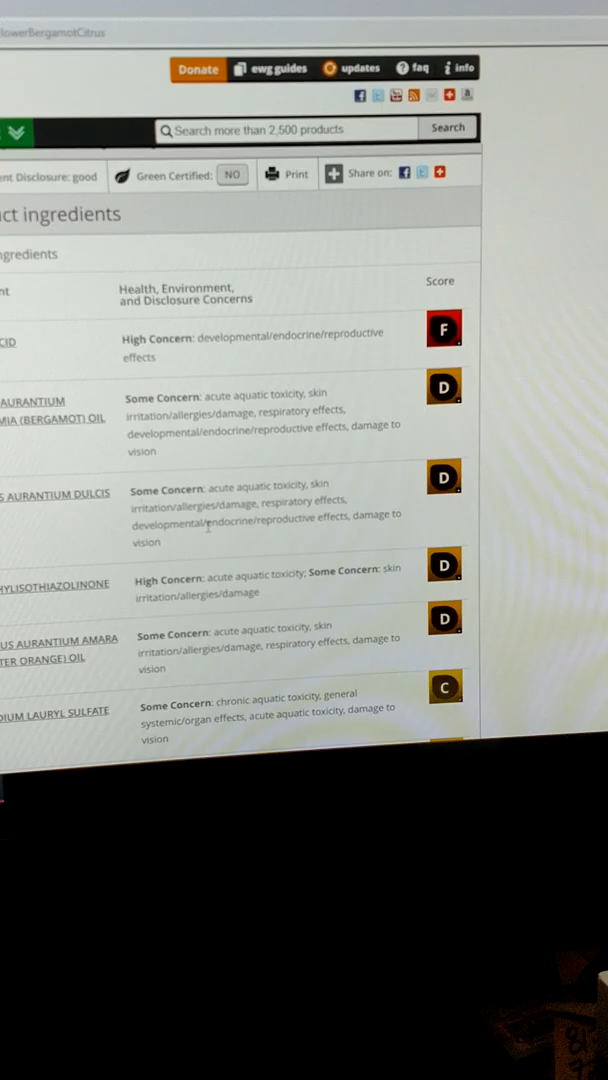 lowerBergamotCitrus
Donate ewg guides updates faq info
Search more than 2,500 products Search
nt Disclosure: good Green Certified: NO Print Share on:
ct ingredients
ngredients
nt Health, Environment, and Disclosure Concerns Score
CID High Concern: developmental/endocrine/reproductive F
effects
AURANTIUM Some Concern: acute aquatic toxicity, skin D
MIA (BERGAMOT) OIL irritation/allergies/damage, respiratory effects,
developmental/endocrine/reproductive effects, damage to
vision
S AURANTIUM DULCIS Some Concern: acute aquatic toxicity, skin D
irritation/allergies/damage, respiratory effects,
developmental/endocrine/reproductive effects, damage to
vision
HYLISOTHIAZOLINONE High Concern: acute aquatic toxicity; Some Concern: skin D
irritation/allergies/damage
US AURANTIUM AMARA Some Concern: acute aquatic toxicity, skin D
TER ORANGE) OIL irritation/allergies/damage, respiratory effects, damage to
vision
DIUM LAURYL SULFATE Some Concern: chronic aquatic toxicity, general C
systemic/organ effects, acute aquatic toxicity, damage to
vision